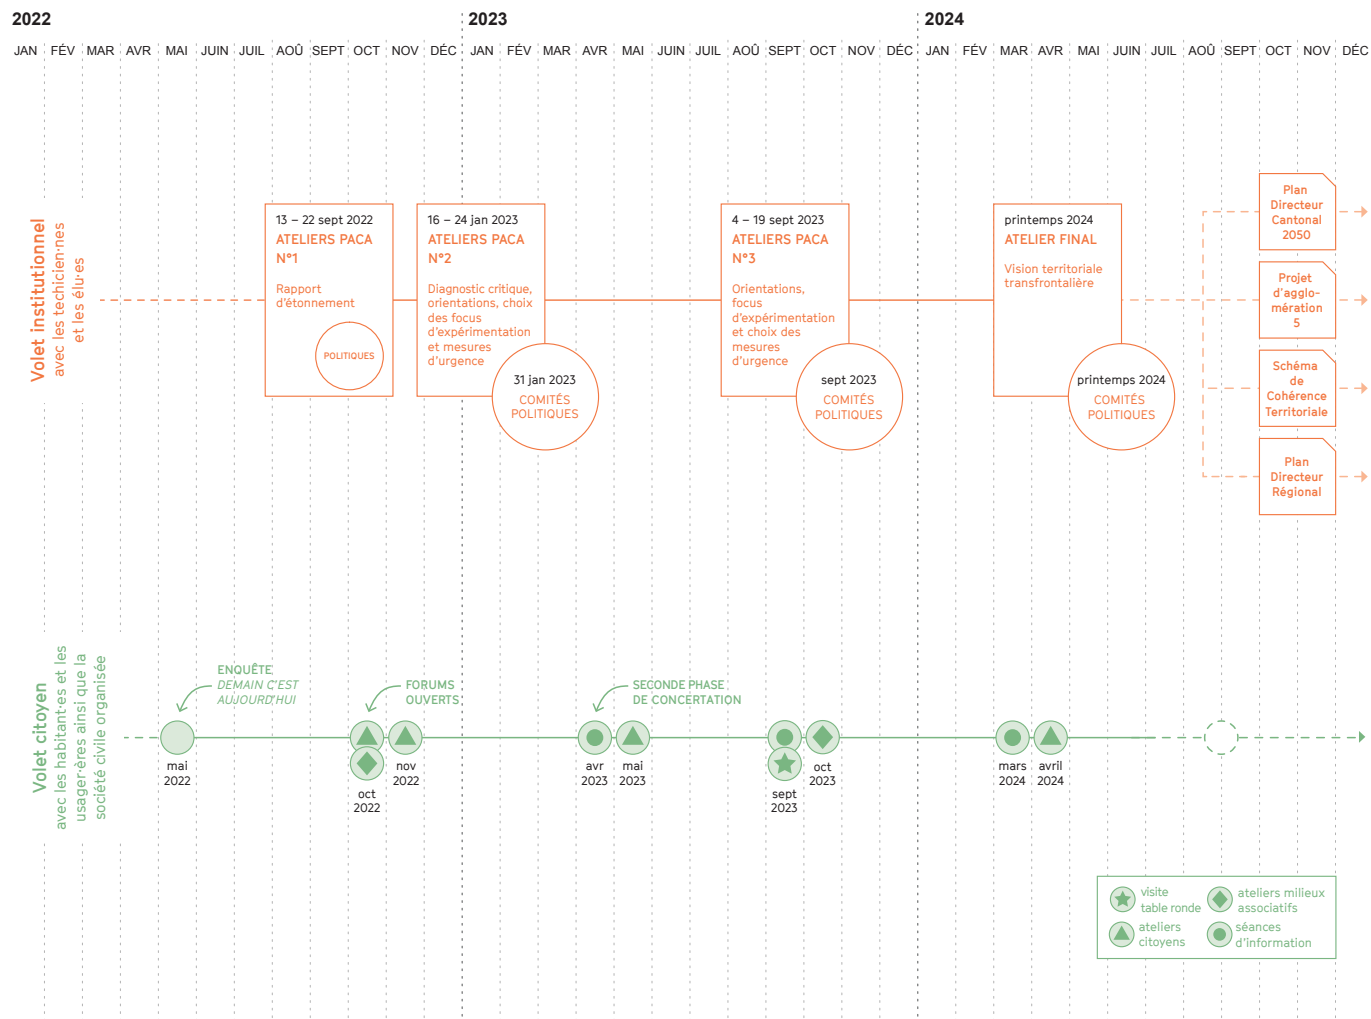 2022
2023
2024
JAN FÉV MAR AVR MAI JUIN JUIL AOÛ SEPT OCT NOV DÉC JAN FÉV MAR AVR MAI JUIN JUIL AOÛ SEPT OCT NOV DÉC JAN FÉV MAR AVR MAI JUIN JUIL AOÛ SEPT OCT NOV DÉC
Volet institutionnel
avec les techicien·nes
et les élu·es
13 – 22 sept 2022
ATELIERS PACA
N°1
Rapport
d'étonnement
POLITIQUES
16 – 24 jan 2023
ATELIERS PACA
N°2
Diagnostic critique,
orientations, choix
des focus
d'expérimentation
et mesures
d'urgence
31 jan 2023
COMITÉS
POLITIQUES
4 – 19 sept 2023
ATELIERS PACA
N°3
Orientations,
focus
d'expérimentation
et choix des
mesures
d'urgence
sept 2023
COMITÉS
POLITIQUES
printemps 2024
ATELIER FINAL
Vision territoriale
transfrontalière
printemps 2024
COMITÉS
POLITIQUES
Plan
Directeur
Cantonal
2050
Projet
d'agglo-
mération
5
Schéma
de
Cohérence
Territoriale
Plan
Directeur
Régional
Volet citoyen
avec les habitant·es et les
usager·ères ainsi que la
société civile organisée
ENQUÊTE
DEMAIN C'EST
AUJOURD'HUI
FORUMS
OUVERTS
SECONDE PHASE
DE CONCERTATION
mai
2022
oct
2022
nov
2022
avr
2023
mai
2023
sept
2023
oct
2023
mars
2024
avril
2024
visite
table ronde
ateliers milieux
associatifs
ateliers
citoyens
séances
d'information